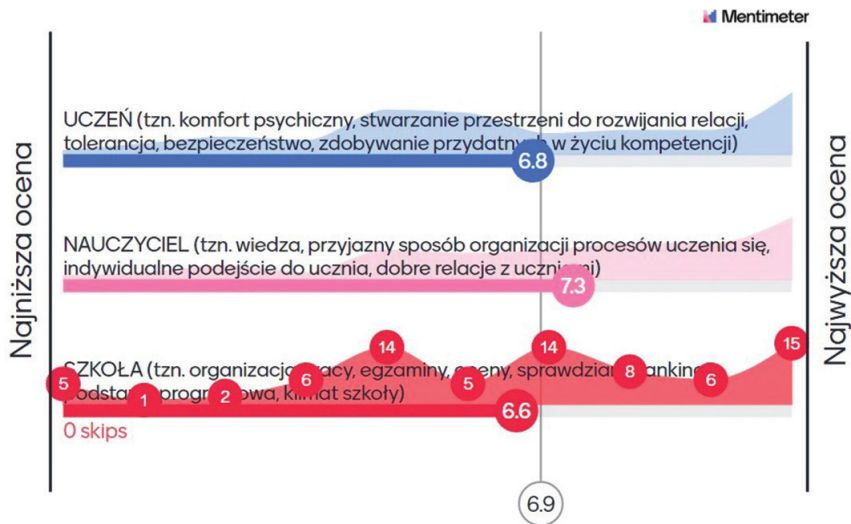 Mentimeter
Najniższa ocena
UCZEŃ (tzn. komfort psychiczny, stwarzanie przestrzeni do rozwijania relacji,
tolerancja, bezpieczeństwo, zdobywanie przydatnych w życiu kompetencji)
6.8
NAUCZYCIEL (tzn. wiedza, przyjazny sposób organizacji procesów uczenia się,
indywidualne podejście do ucznia, dobre relacje z uczniami)
7.3
SZKOŁA (tzn. organizacja pracy, egzaminy, oceny, sprawdziany, rankingi,
podstawa programowa, klimat szkoły)
5 1 2 6 14 5 14 8 6 15
6.6
0 skips
6.9
Najwyższa ocena